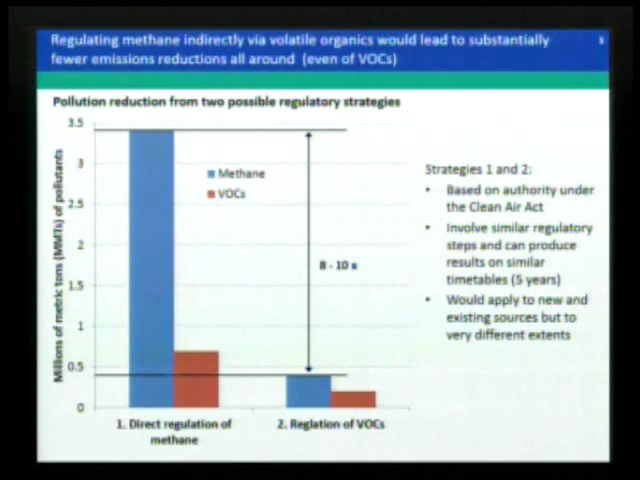 Regulating methane indirectly via volatile organics would lead to substantially
fewer emissions reductions all around (even of VOCs)
Pollution reduction from two possible regulatory strategies
Millions of metric tons (MMTs) of pollutants
3.5
3
2.5
2
1.5
1
0.5
0
Methane
VOCs
8 - 10 x
1. Direct regulation of
methane
2. Reglation of VOCs
Strategies 1 and 2:
• Based on authority under
the Clean Air Act
• Involve similar regulatory
steps and can produce
results on similar
timetables (5 years)
• Would apply to new and
existing sources but to
very different extents